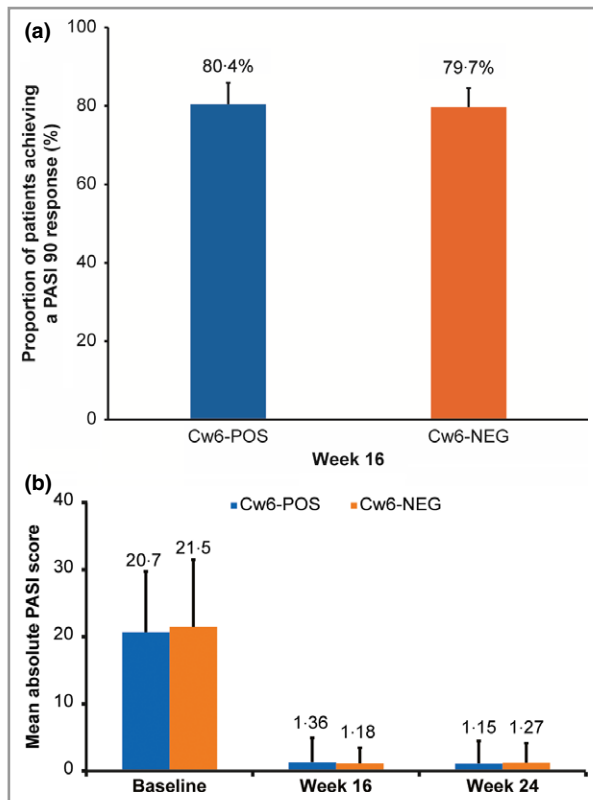 (a)
Proportion of patients achieving
a PASI 90 response (%)
100
80
60
40
20
0
80·4%
79·7%
Cw6-POS
Cw6-NEG
Week 16
(b)
Mean absolute PASI score
40
30
20
10
0
Cw6-POS
Cw6-NEG
20·7
21·5
1·36
1·18
1·15
1·27
Baseline
Week 16
Week 24